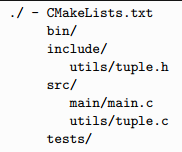 ./ - CMakeLists.txt
bin/
include/
utils/tuple.h
src/
main/main.c
utils/tuple.c
tests/